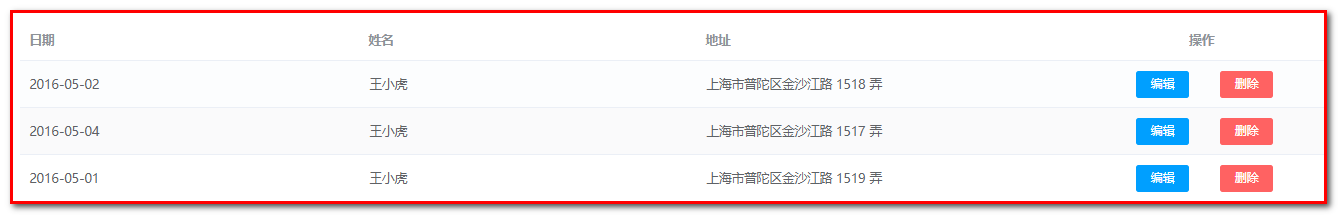 日期 姓名 地址 操作
2016-05-02 王小虎 上海市普陀区金沙江路 1518 弄 编辑 删除
2016-05-04 王小虎 上海市普陀区金沙江路 1517 弄 编辑 删除
2016-05-01 王小虎 上海市普陀区金沙江路 1519 弄 编辑 删除